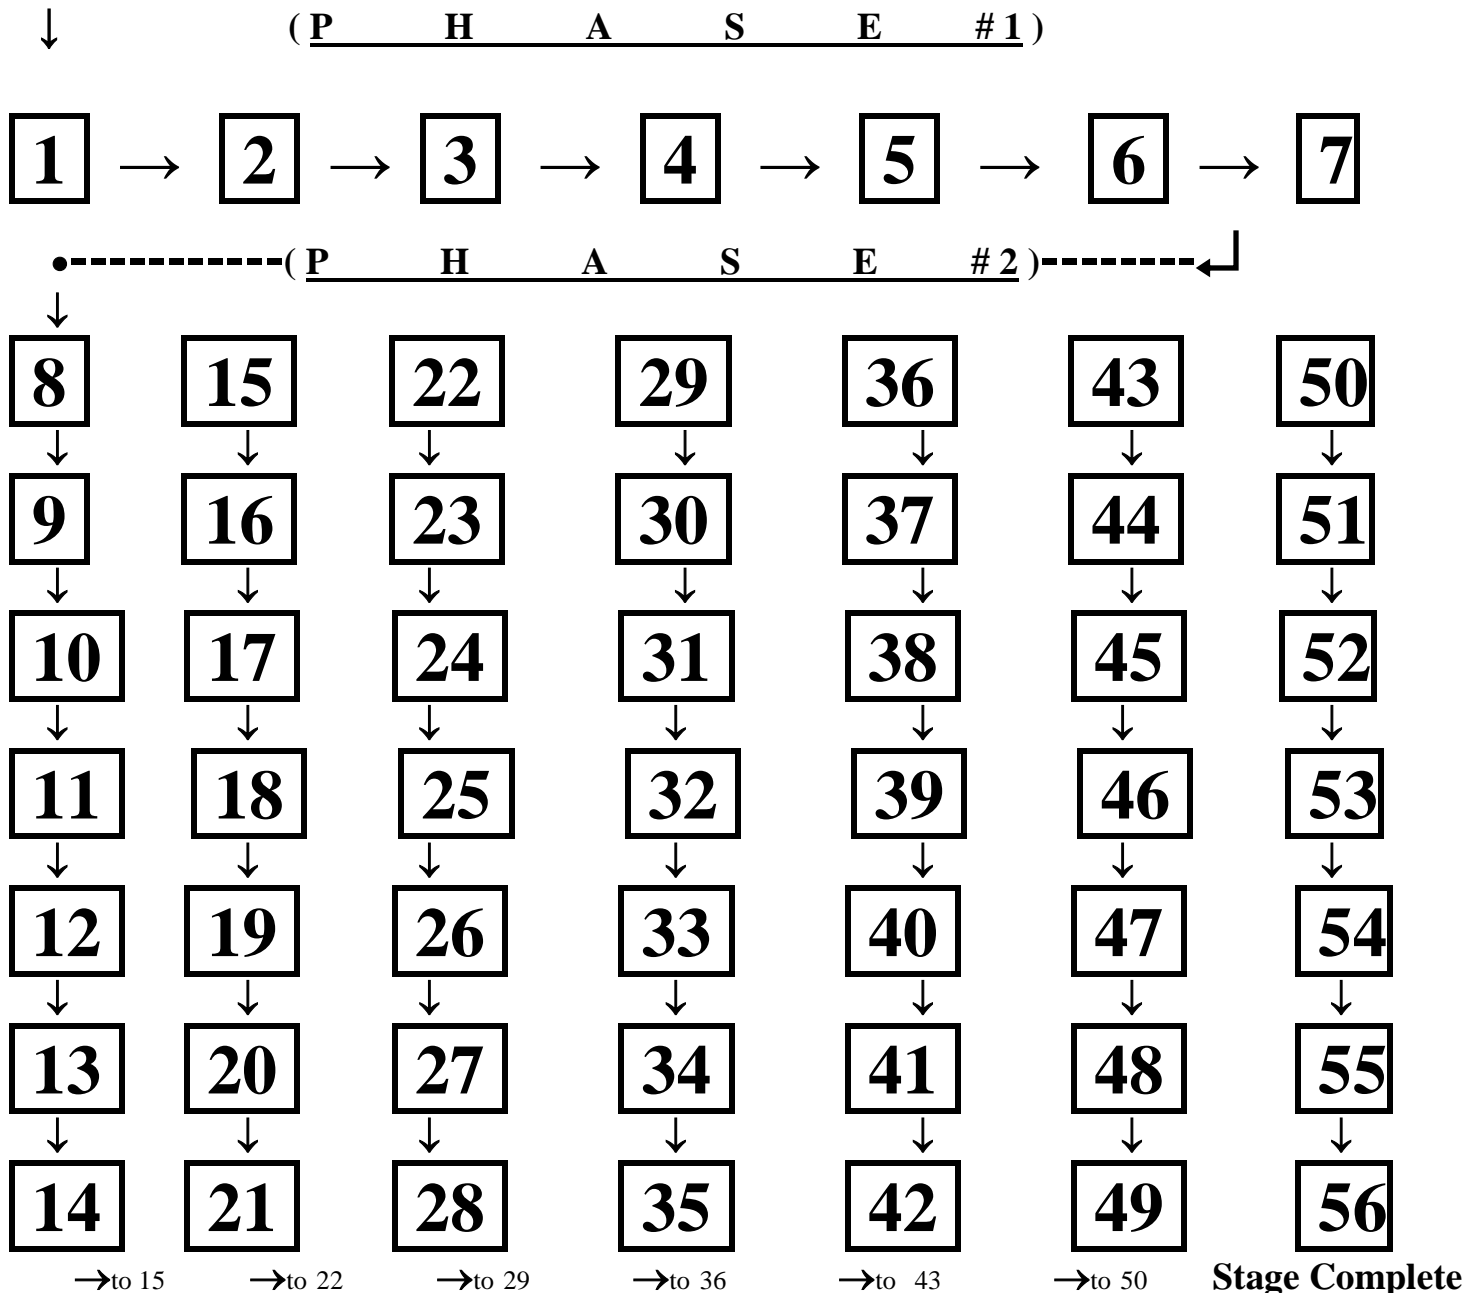 ↓ ( P H A S E # 1 )
1 → 2 → 3 → 4 → 5 → 6 → 7
( P H A S E # 2 )
↓
8 15 22 29 36 43 50
↓ ↓ ↓ ↓ ↓ ↓ ↓
9 16 23 30 37 44 51
↓ ↓ ↓ ↓ ↓ ↓ ↓
10 17 24 31 38 45 52
↓ ↓ ↓ ↓ ↓ ↓ ↓
11 18 25 32 39 46 53
↓ ↓ ↓ ↓ ↓ ↓ ↓
12 19 26 33 40 47 54
↓ ↓ ↓ ↓ ↓ ↓ ↓
13 20 27 34 41 48 55
↓ ↓ ↓ ↓ ↓ ↓ ↓
14 21 28 35 42 49 56
→to 15 →to 22 →to 29 →to 36 →to 43 →to 50 Stage Complete